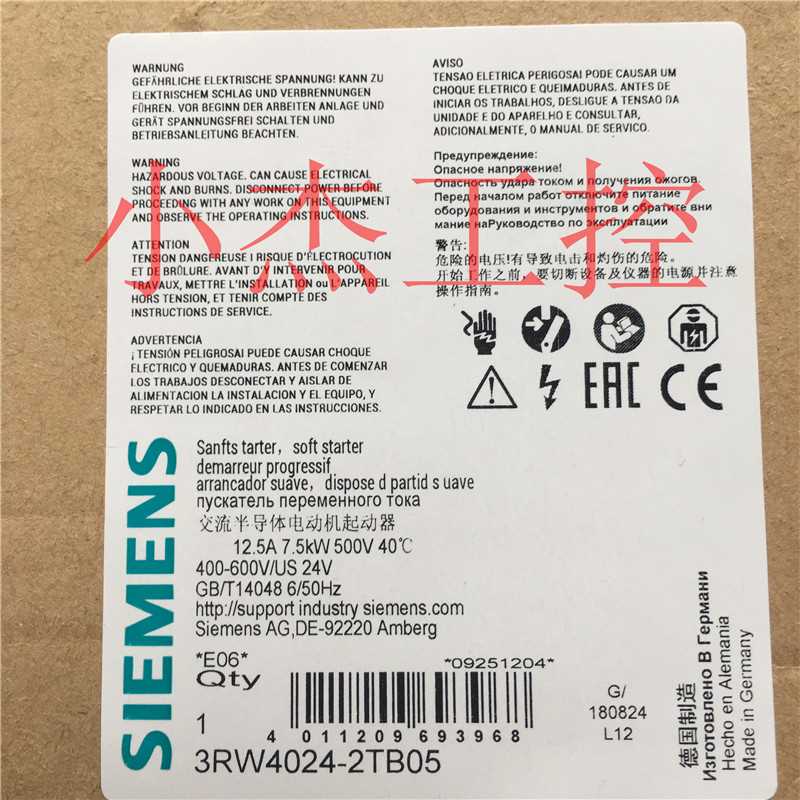 WARNUNG
GEFÄHRLICHE ELEKTRISCHE SPANNUNG! KANN ZU
ELEKTRISCHEM SCHLAG UND VERBRENNUNGEN
FÜHREN. VOR BEGINN DER ARBEITEN ANLAGE UND
GERÄT SPANNUNGSFREI SCHALTEN UND
BETRIEBSANLEITUNG BEACHTEN.
WARNING
HAZARDOUS VOLTAGE. CAN CAUSE ELECTRICAL
SHOCK AND BURNS. DISCONNECT POWER BEFORE
PROCEEDING WITH ANY WORK ON THIS EQUIPMENT
AND OBSERVE THE OPERATING INSTRUCTIONS.
ATTENTION
TENSION DANGEREUSE I RISQUE D'ÉLECTROCUTION
ET DE BRÛLURE. AVANT D'INTERVENIR POUR
TRAVAUX, METTRE L'INSTALLATION ou L'APPAREIL
HORS TENSION, ET TENIR COMPTE DES
INSTRUCTIONS DE SERVICE.
ADVERTENCIA
¡ TENSIÓN PELIGROSAI PUEDE CAUSAR CHOQUE
ELECTRICO Y QUEMADURAS. ANTES DE COMENZAR
LOS TRABAJOS DESCONECTAR Y AISLAR DE
ALIMENTACION LA INSTALACION Y EL EQUIPO, Y
RESPETAR LO INDICADO EN LAS INSTRUCCIONES.
AVISO
TENSAO ELETRICA PERIGOSAI PODE CAUSAR UM
CHOQUE ELETRICO E QUEIMADURAS. ANTES DE
INICIAR OS TRABALHOS, DESLIGUE A TENSAO DA
UNIDADE E DO APARELHO E CONSULTAR,
ADICIONALMENTE, O MANUAL DE SERVICO.
Предупреждение:
Опасное напряжение!
Опасность удара током и получения ожогов.
Перед началом работ отключите питание
оборудования и инструментов и обратите вни
мание наРуководство по эксплуатации
警告:
危险的电压!有导致电击和灼伤的危险。
开始工作之前,要切断设备及仪器的电源并注意
操作指南。
小杰工控
EAC CE
SIEMENS
Sanfts tarter, soft starter
demarreur progressif
arrancador suave, dispose d partid s uave
пускатель переменного тока
交流半导体电动机起动器
12.5A 7.5kW 500V 40℃
400-600V/US 24V
GB/T14048 6/50Hz
http://support industry siemens.com
Siemens AG,DE-92220 Amberg
*E06* *09251204*
Qty
1
4 011209 693968
G/
180824
L12
3RW4024-2TB05
德国制造
Изготовлено В Германи
Hecho en Alemania
Made in Germany